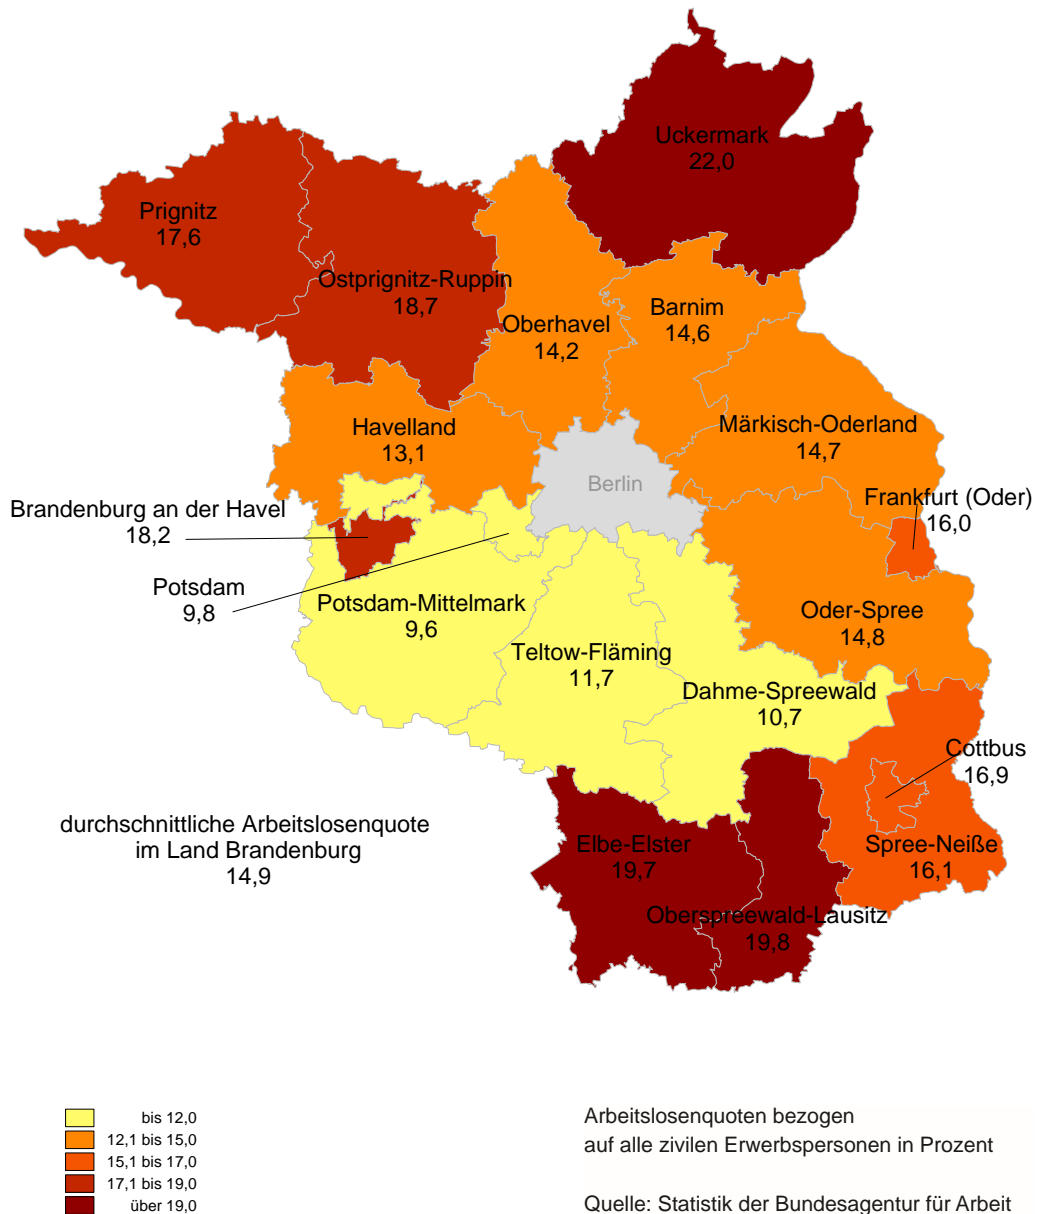 Uckermark
22,0
Prignitz
17,6
Ostprignitz-Ruppin
18,7
Barnim
14,6
Oberhavel
14,2
Havelland
13,1
Märkisch-Oderland
14,7
Berlin
Frankfurt (Oder)
16,0
Brandenburg an der Havel
18,2
Potsdam
9,8
Potsdam-Mittelmark
9,6
Oder-Spree
14,8
Teltow-Fläming
11,7
Dahme-Spreewald
10,7
Cottbus
16,9
durchschnittliche Arbeitslosenquote
im Land Brandenburg
14,9
Elbe-Elster
19,7
Spree-Neiße
16,1
Oberspreewald-Lausitz
19,8
bis 12,0
12,1 bis 15,0
15,1 bis 17,0
17,1 bis 19,0
über 19,0
Arbeitslosenquoten bezogen
auf alle zivilen Erwerbspersonen in Prozent
Quelle: Statistik der Bundesagentur für Arbeit